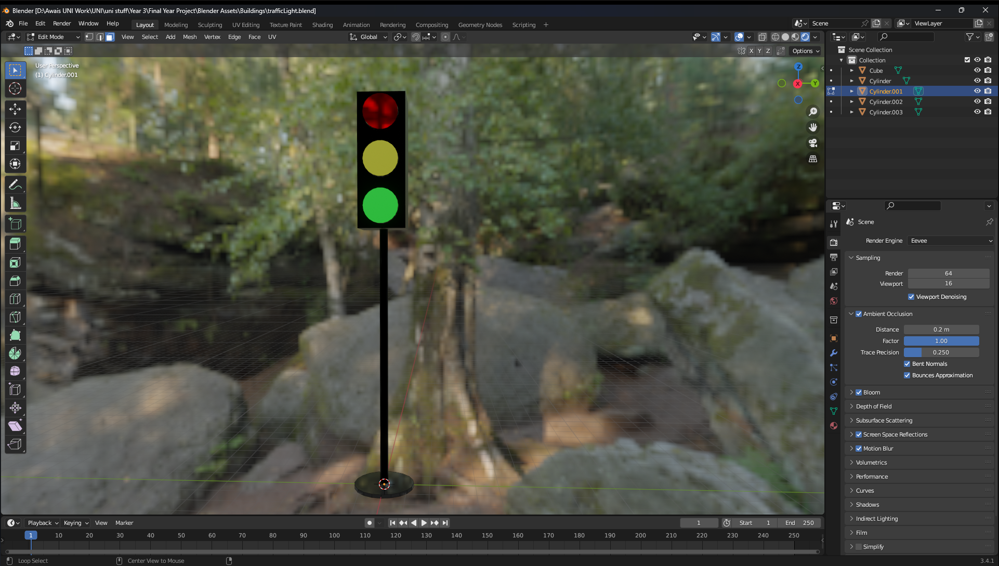 Blender [D:\Awais UNI Work\UNI\uni stuff\Year 3\Final Year Project\Blender Assets\Buildings\trafficLight.blend]
File Edit Render Window Help Layout Modeling Sculpting UV Editing Texture Paint Shading Animation Rendering Compositing Geometry Nodes Scripting + Scene ViewLayer
Edit Mode View Select Add Mesh Vertex Edge Face UV Global
X Y Z Options
User Perspective
(1) Cylinder.001
Z
X Y
Scene Collection
Collection
Cube
Cylinder
Cylinder.001
Cylinder.002
Cylinder.003
Scene
Render Engine Eevee
Sampling
Render 64
Viewport 16
Viewport Denoising
Ambient Occlusion
Distance 0.2 m
Factor 1.00
Trace Precision 0.250
Bent Normals
Bounces Approximation
Bloom
Depth of Field
Subsurface Scattering
Screen Space Reflections
Motion Blur
Volumetrics
Performance
Curves
Shadows
Indirect Lighting
Film
Simplify
Playback Keying View Marker 1 Start 1 End 250
1 10 20 30 40 50 60 70 80 90 100 110 120 130 140 150 160 170 180 190 200 210 220 230 240 250
Loop Select Center View to Mouse 3.4.1